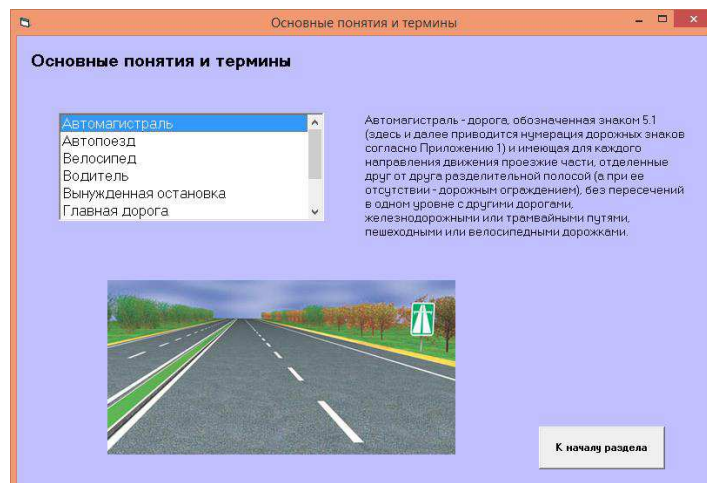 Основные понятия и термины
Основные понятия и термины
Автомагистраль
Автопоезд
Велосипед
Водитель
Вынужденная остановка
Главная дорога
Автомагистраль - дорога, обозначенная знаком 5.1
(здесь и далее приводится нумерация дорожных знаков
согласно Приложению 1) и имеющая для каждого
направления движения проезжие части, отделенные
друг от друга разделительной полосой (а при ее
отсутствии - дорожным ограждением), без пересечений
в одном уровне с другими дорогами,
железнодорожными или трамвайными путями,
пешеходными или велосипедными дорожками.
К началу раздела